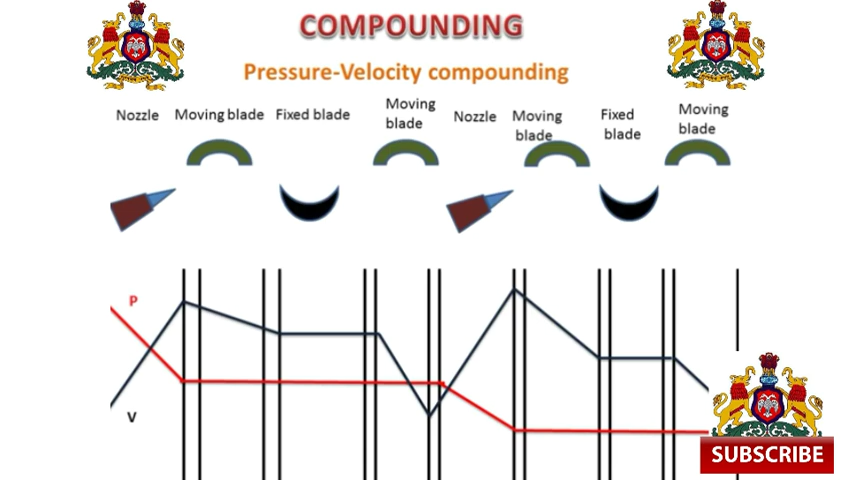 COMPOUNDING
Pressure-Velocity compounding
Nozzle
Moving blade
Fixed blade
Moving
blade
Nozzle
Moving
blade
Fixed
blade
Moving
blade
P
V
SUBSCRIBE